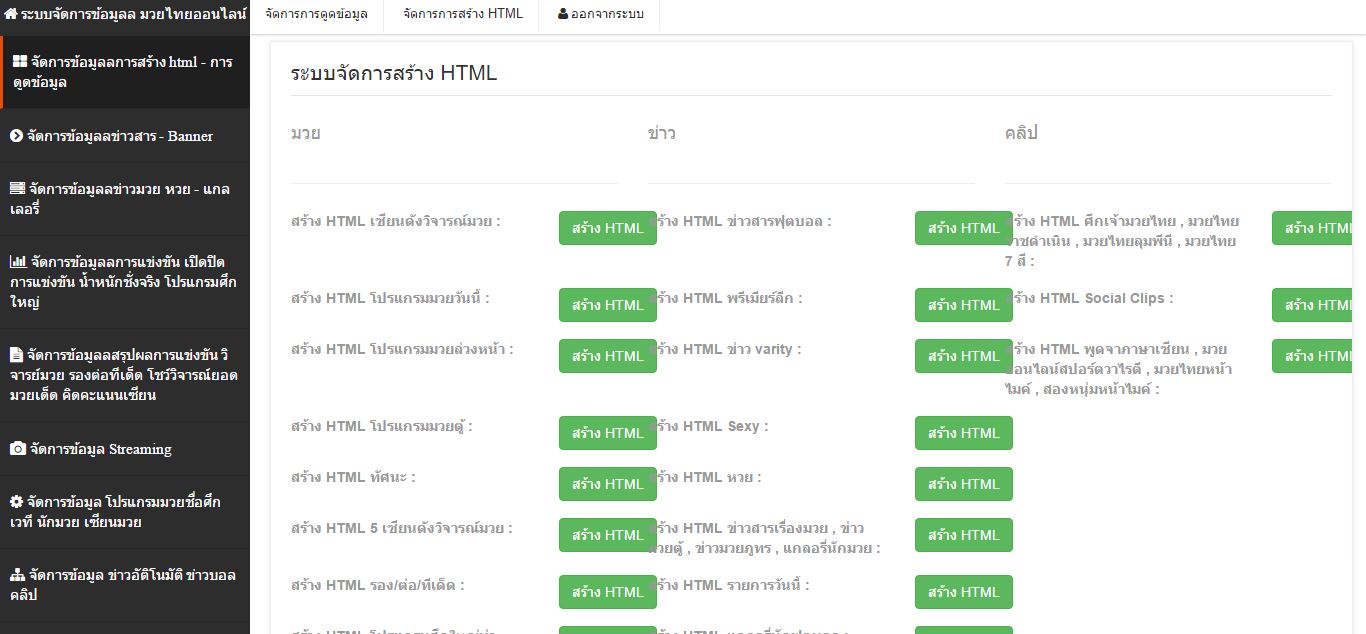 ระบบจัดการข้อมูลล มวยไทยออนไลน์
จัดการข้อมูลลการสร้าง html - การ
ดูดข้อมูล
จัดการข้อมูลลข่าวสาร - Banner
จัดการข้อมูลลข่าวมวย หวย - แกล
เลอรี่
จัดการข้อมูลลการแข่งขัน เปิดปิด
การแข่งขัน น้ำหนักชั่งจริง โปรแกรมศึก
ใหญ่
จัดการข้อมูลลสรุปผลการแข่งขัน วิ
จารย์มวย รองต่อทีเด็ด โชว์วิจารณ์ยอด
มวยเด็ด คิดคะแนนเซียน
จัดการข้อมูล Streaming
จัดการข้อมูล โปรแกรมมวยชื่อศึก
เวที นักมวย เซียนมวย
จัดการข้อมูล ข่าวอัติโนมัติ ข่าวบอล
คลิป
จัดการการดูดข้อมูล จัดการการสร้าง HTML ออกจากระบบ
ระบบจัดการสร้าง HTML
มวย
สร้าง HTML เซียนดังวิจารณ์มวย : สร้าง HTML
สร้าง HTML โปรแกรมมวยวันนี้ : สร้าง HTML
สร้าง HTML โปรแกรมมวยล่วงหน้า : สร้าง HTML
สร้าง HTML โปรแกรมมวยตู้ : สร้าง HTML
สร้าง HTML ทัศนะ : สร้าง HTML
สร้าง HTML 5 เซียนดังวิจารณ์มวย : สร้าง HTML
สร้าง HTML รอง/ต่อ/ทีเด็ด : สร้าง HTML
ข่าว
สร้าง HTML ข่าวสารฟุตบอล : สร้าง HTML
สร้าง HTML พรีเมียร์ลีก : สร้าง HTML
สร้าง HTML ข่าว varity : สร้าง HTML
สร้าง HTML Sexy : สร้าง HTML
สร้าง HTML หวย : สร้าง HTML
สร้าง HTML ข่าวสารเรื่องมวย , ข่าว
มวยตู้ , ข่าวมวยภูทร , แกลอรี่นักมวย : สร้าง HTML
สร้าง HTML รายการวันนี้ : สร้าง HTML
คลิป
สร้าง HTML ศึกเจ้ามวยไทย , มวยไทย
ราชดำเนิน , มวยไทยลุมพีนี , มวยไทย
7 สี : สร้าง HTML
สร้าง HTML Social Clips : สร้าง HTML
สร้าง HTML พูดจาภาษาเซียน , มวย
ออนไลน์สปอร์ตวาไรตี้ , มวยไทยหน้า
ไมค์ , สองหนุ่มหน้าไมค์ : สร้าง HTML